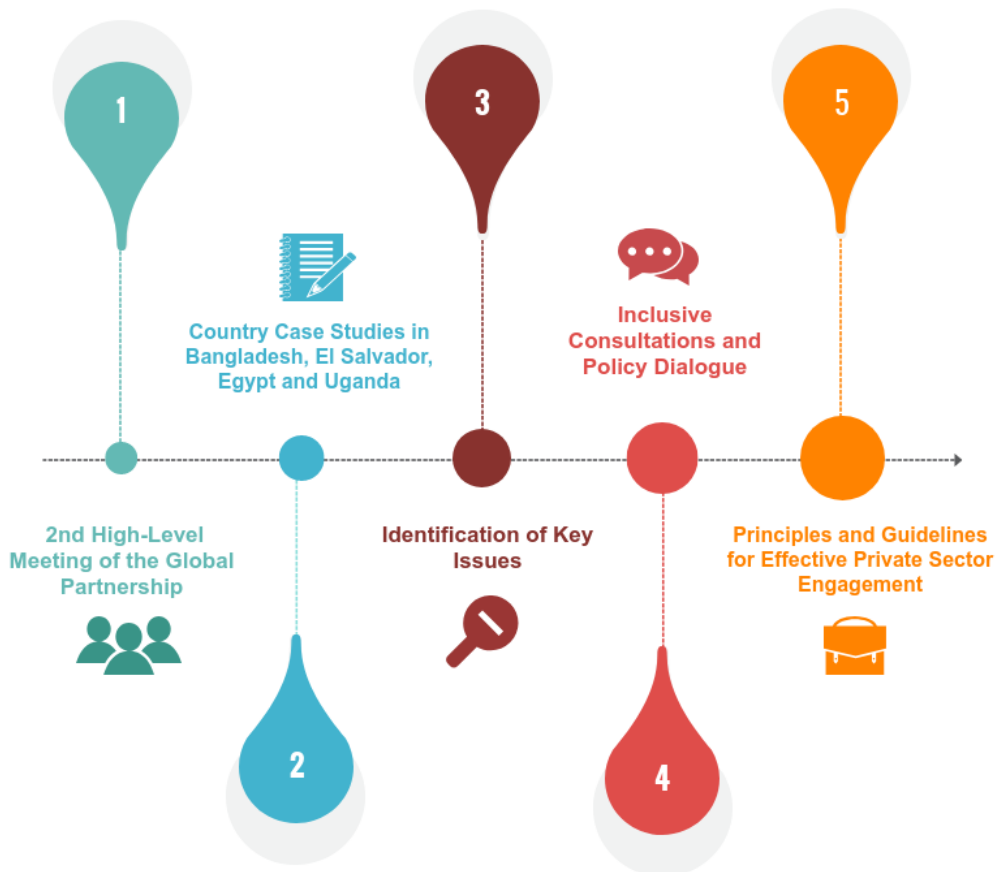 1
2nd High-Level
Meeting of the Global
Partnership
2
Country Case Studies in
Bangladesh, El Salvador,
Egypt and Uganda
3
Identification of Key
Issues
4
Inclusive
Consultations and
Policy Dialogue
5
Principles and Guidelines
for Effective Private Sector
Engagement